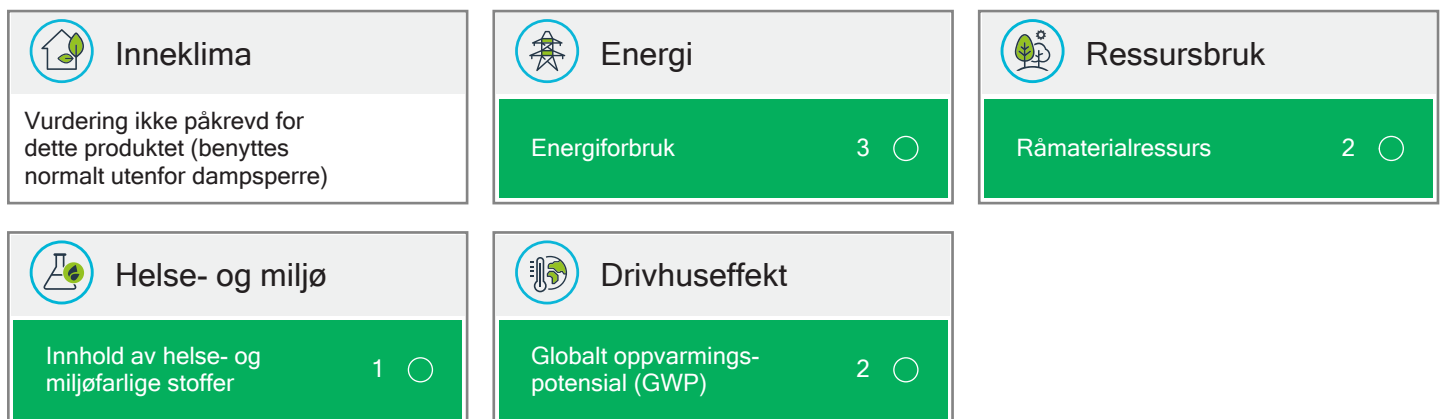 Inneklima
Vurdering ikke påkrevd for
dette produktet (benyttes
normalt utenfor dampsperre)
Energi
Energiforbruk 3
Ressursbruk
Råmaterialressurs 2
Helse- og miljø
Innhold av helse- og
miljøfarlige stoffer 1
Drivhuseffekt
Globalt oppvarmings-
potensial (GWP) 2